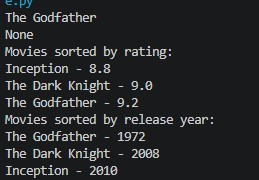 e.py
The Godfather
None
Movies sorted by rating:
Inception - 8.8
The Dark Knight - 9.0
The Godfather - 9.2
Movies sorted by release year:
The Godfather - 1972
The Dark Knight - 2008
Inception - 2010